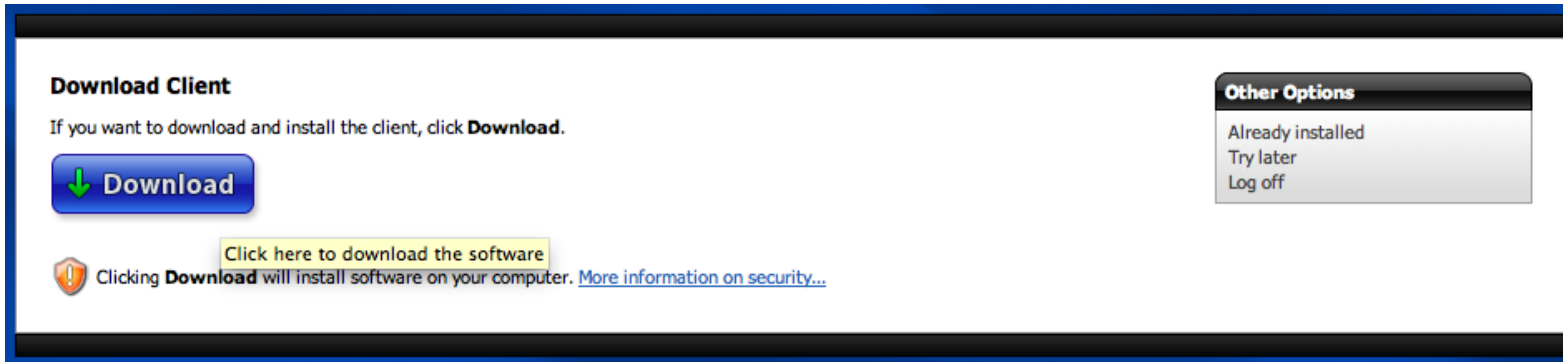 Download Client
If you want to download and install the client, click Download.
Download
Click here to download the software
Clicking Download will install software on your computer. More information on security...
Other Options
Already installed
Try later
Log off